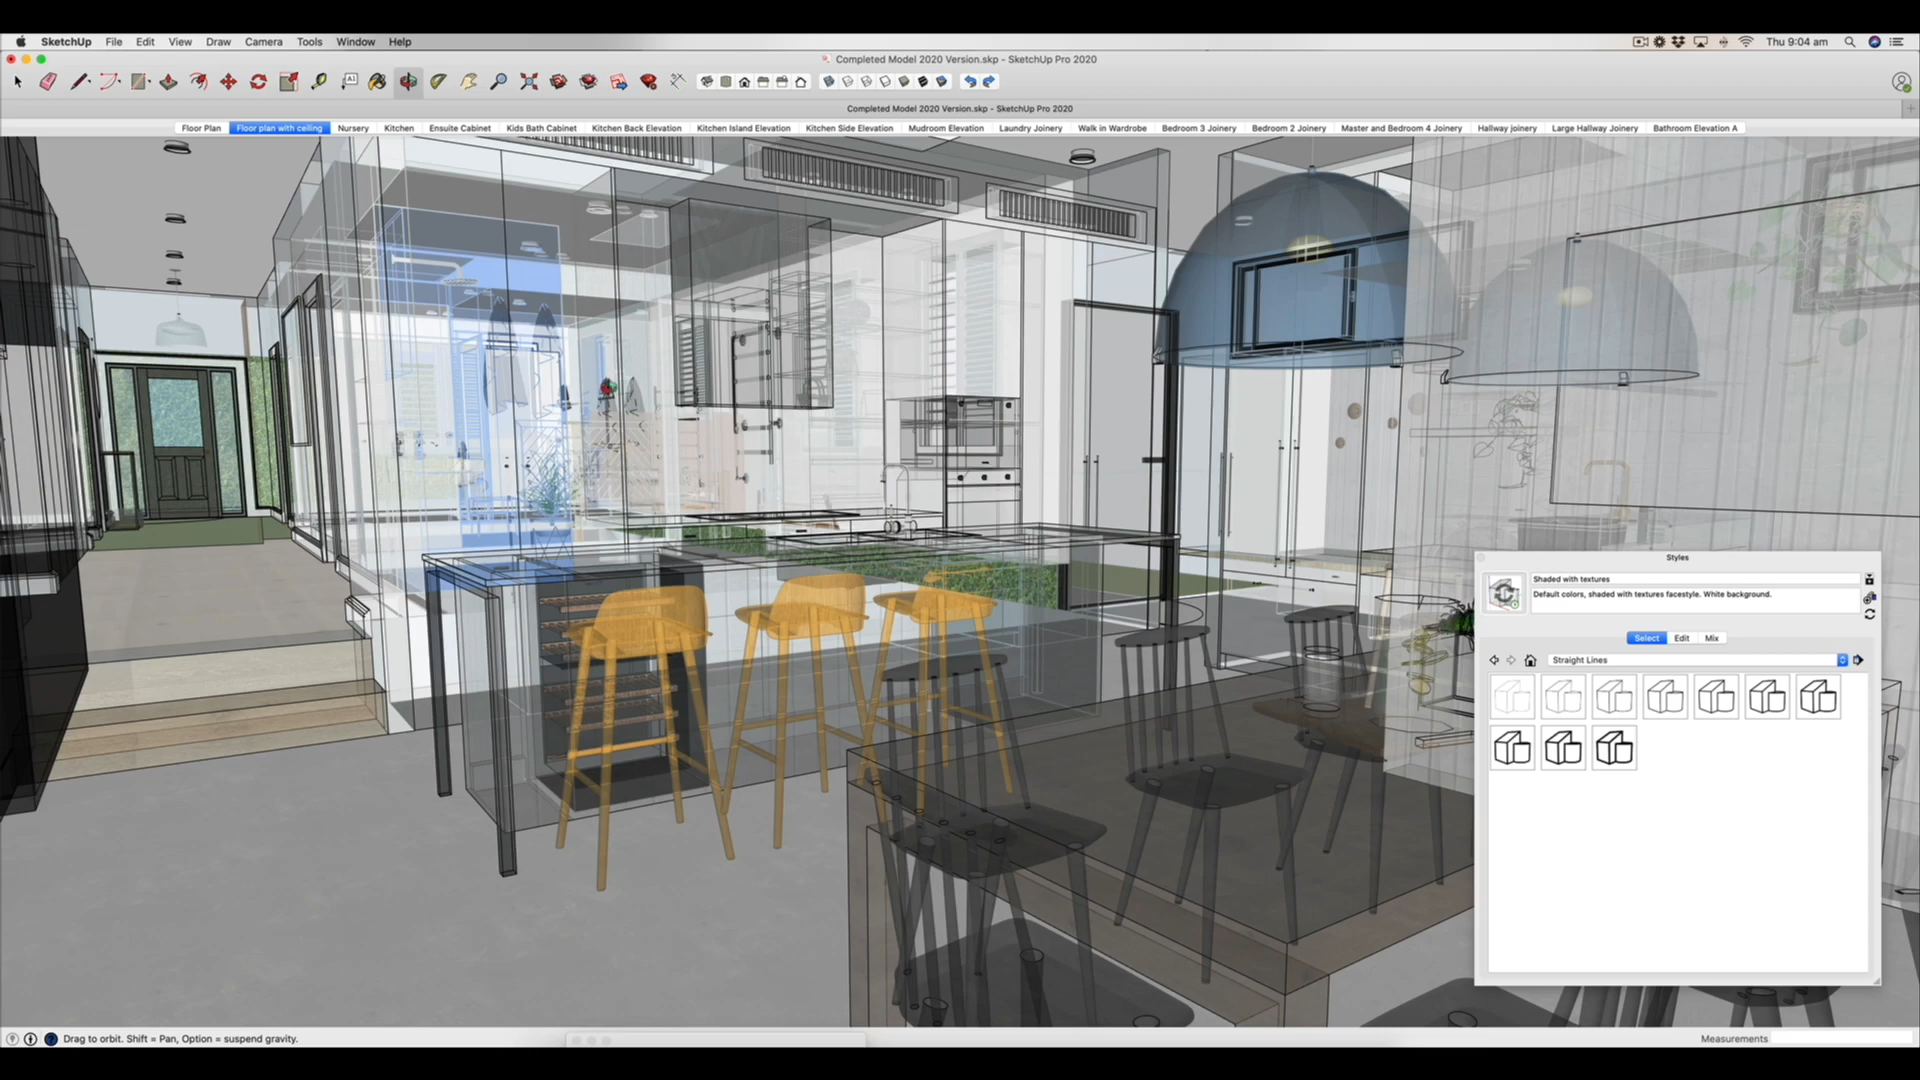 SketchUp File Edit View Draw Camera Tools Window Help
Thu 9:04 am
Completed Model 2020 Version.skp - SketchUp Pro 2020
Completed Model 2020 Version.skp - SketchUp Pro 2020
Floor Plan Floor plan with ceiling Nursery Kitchen Ensuite Cabinet Kids Bath Cabinet Kitchen Back Elevation Kitchen Island Elevation Kitchen Side Elevation Mudroom Elevation Laundry Joinery Walk in Wardrobe Bedroom 3 Joinery Bedroom 2 Joinery Master and Bedroom 4 Joinery Hallway joinery Large Hallway Joinery Bathroom Elevation A
Styles
Shaded with textures
Default colors, shaded with textures facestyle. White background.
Select Edit Mix
Straight Lines
Drag to orbit. Shift = Pan, Option = suspend gravity.
Measurements